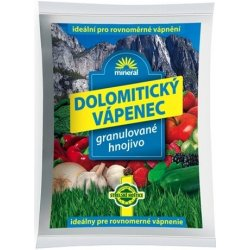 ideální pro rovnoměrné vápnění
mineral
DOLOMITICKÝ
VÁPENEC
granulované
hnojivo
ideálny pre rovnomerné vápnenie